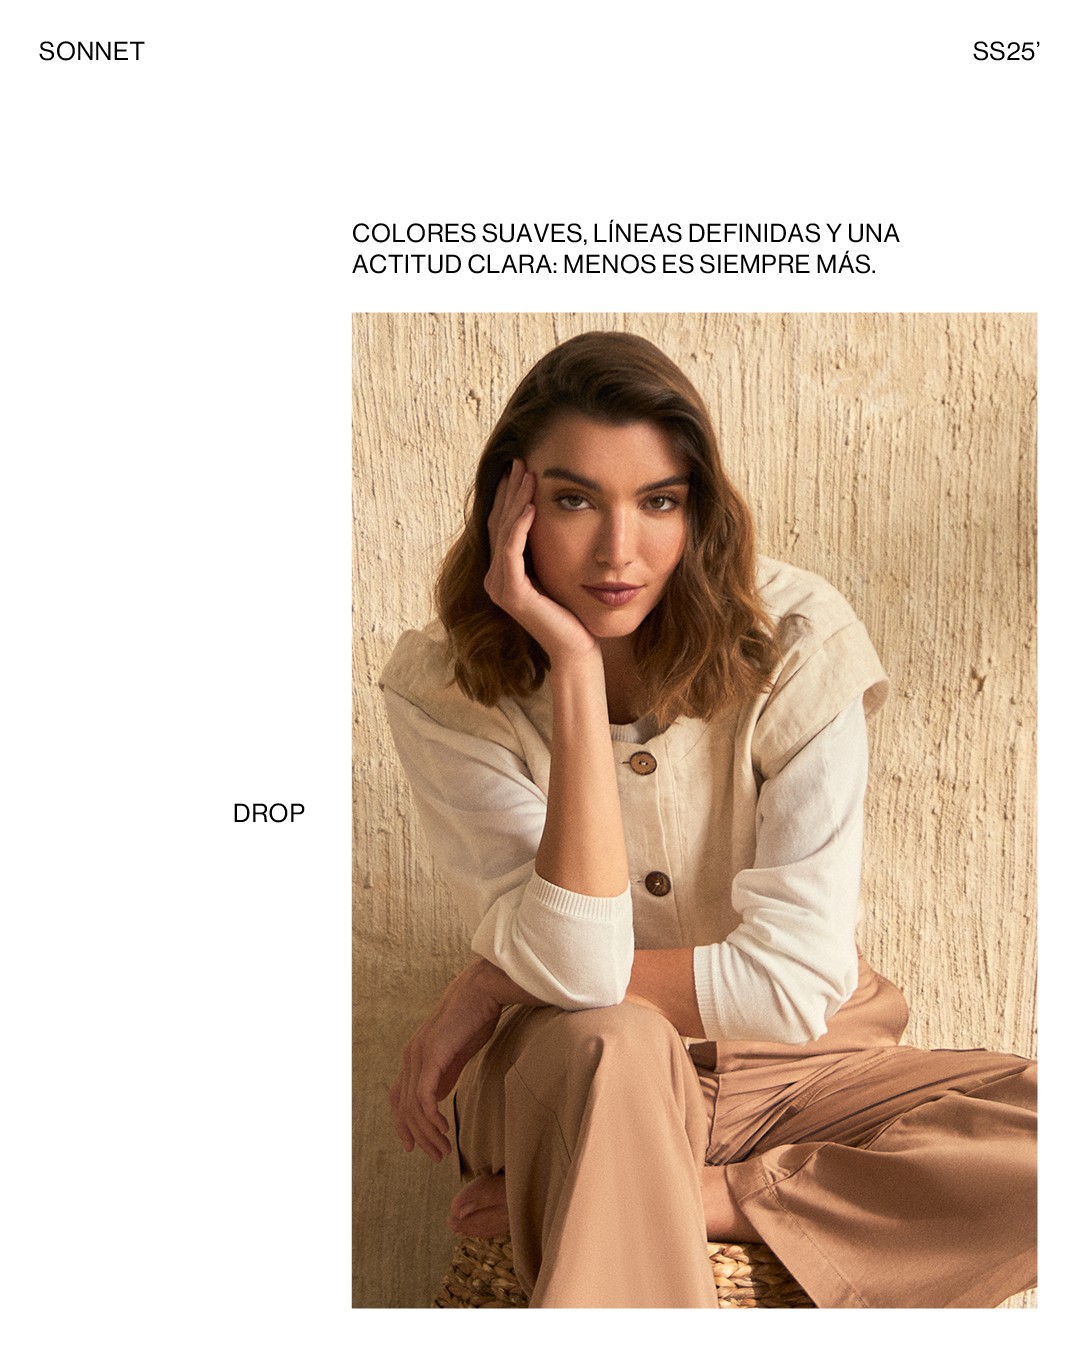 SONNET
SS25’
COLORES SUAVES, LÍNEAS DEFINIDAS Y UNA
ACTITUD CLARA: MENOS ES SIEMPRE MÁS.
DROP